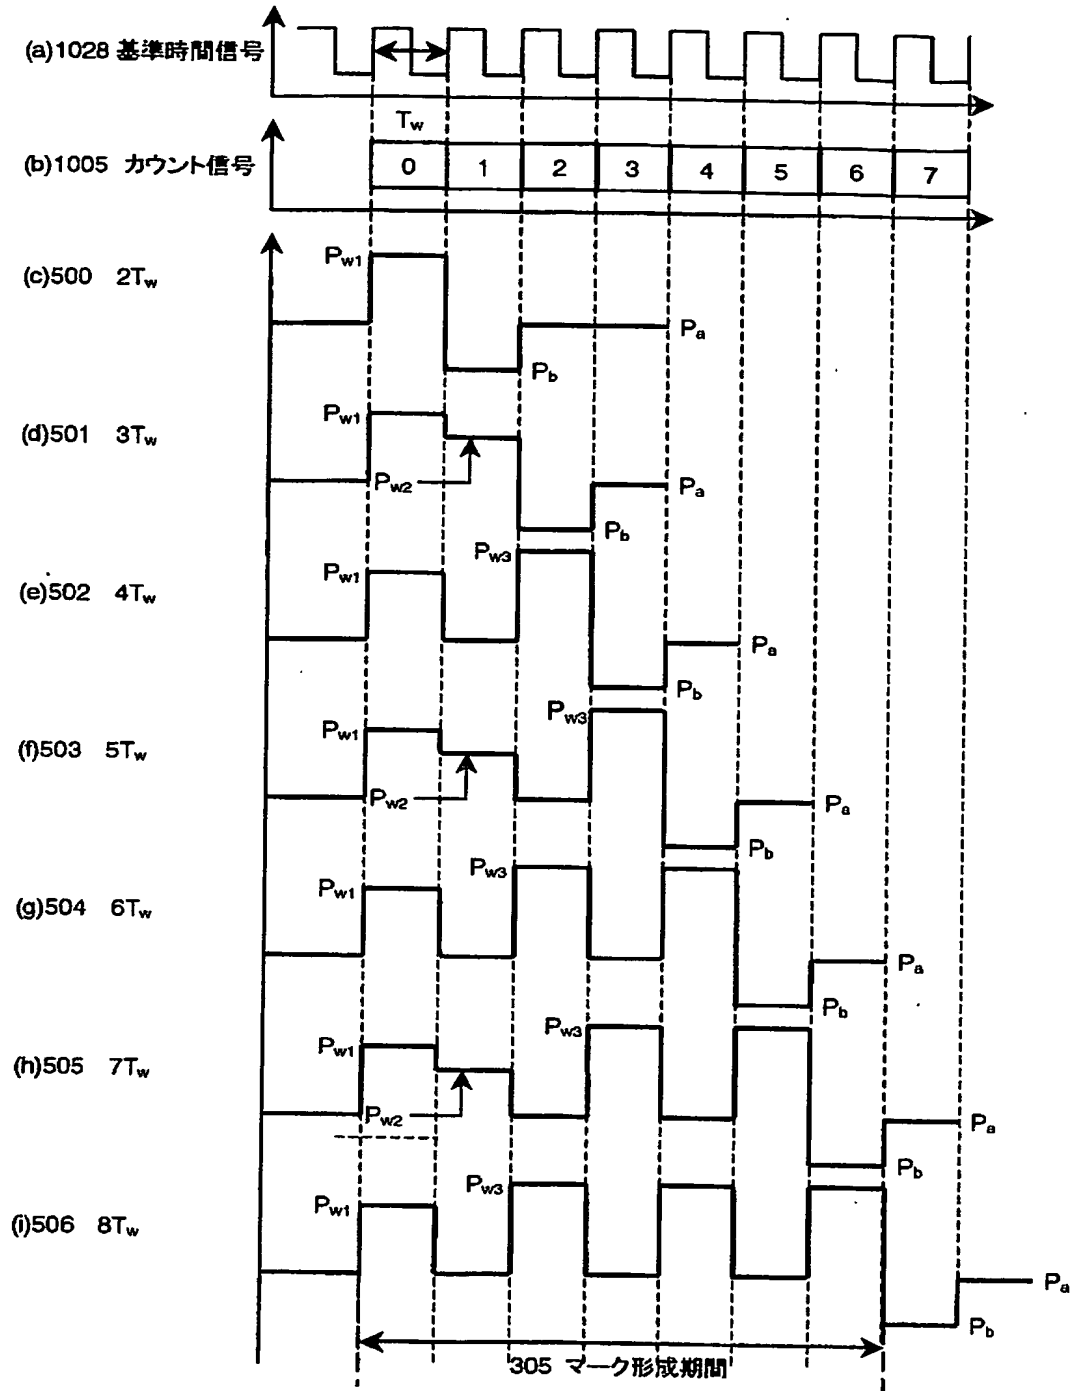 (a)1028 基準時間信号
Tw
(b)1005 カウント信号
0 1 2 3 4 5 6 7
(c)500 2Tw
Pw1
Pa
Pb
(d)501 3Tw
Pw1
Pw2
Pa
Pb
(e)502 4Tw
Pw1
Pw3
Pa
Pb
(f)503 5Tw
Pw1
Pw2
Pw3
Pa
Pb
(g)504 6Tw
Pw1
Pw3
Pa
Pb
(h)505 7Tw
Pw1
Pw2
Pw3
Pa
Pb
(i)506 8Tw
Pw1
Pw3
Pa
Pb
305 マーク形成期間